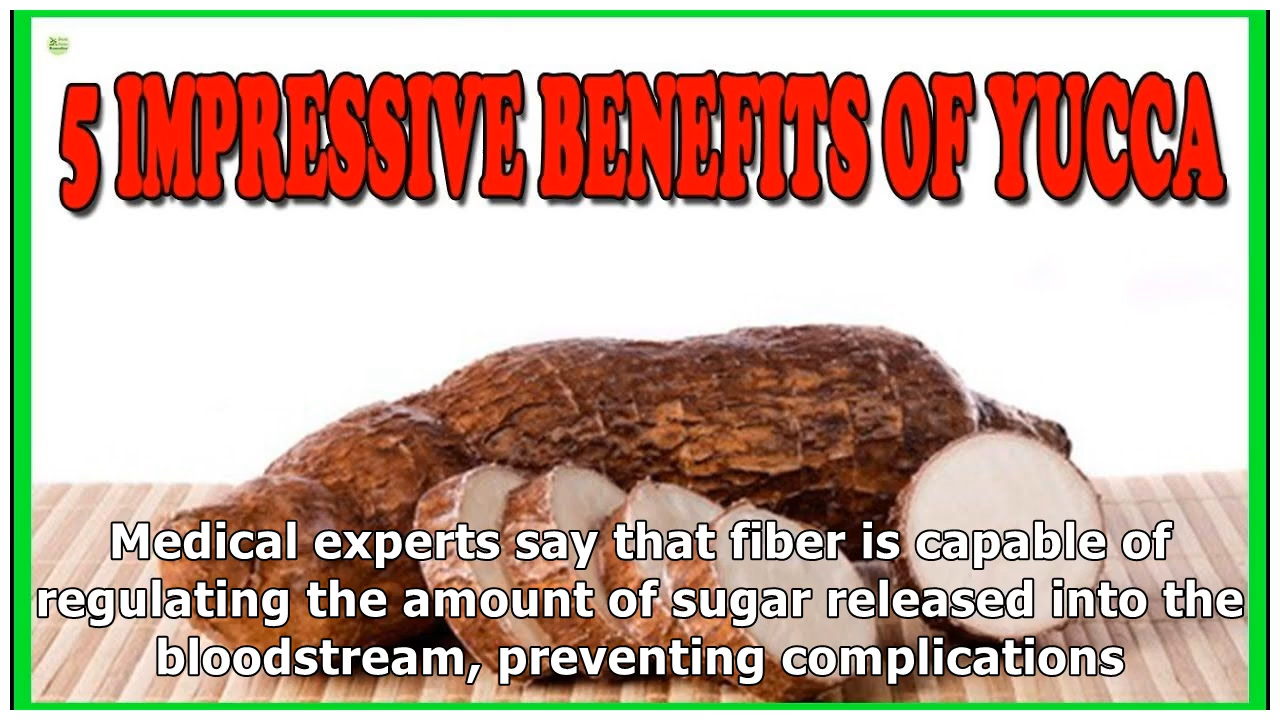 5 IMPRESSIVE BENEFITS OF YUCCA
Medical experts say that fiber is capable of
regulating the amount of sugar released into the
bloodstream, preventing complications